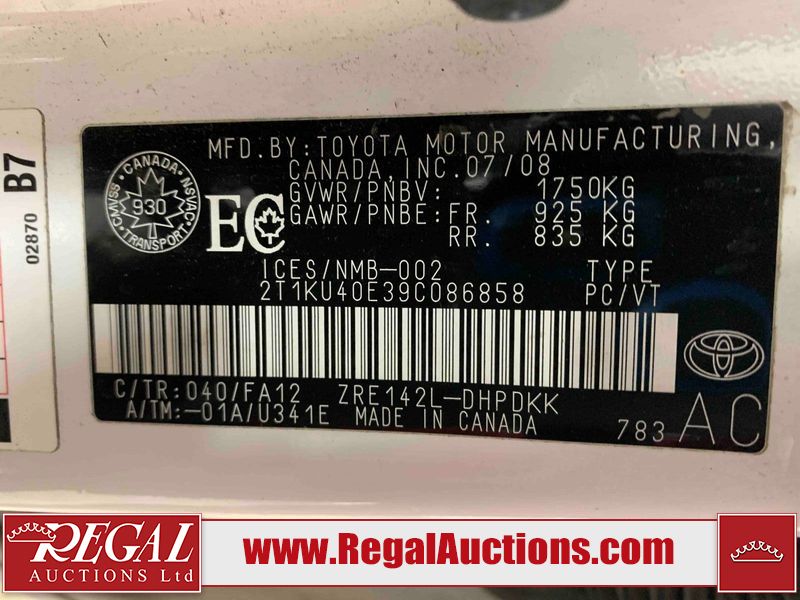 B7
02870
CANADA
CMVSS
NSVAC
930
TRANSPORT
EC
MFD.BY:TOYOTA MOTOR MANUFACTURING,
CANADA,INC.07/08
GVWR/PNBV: 1750KG
GAWR/PNBE:FR. 925 KG
RR. 835 KG
ICES/NMB-002 TYPE
2T1KU40E39C086858 PC/VT
C/TR:040/FA12 ZRE142L-DHPDKK
A/TM:-01A/U341E MADE IN CANADA
783 AC
REGAL
AUCTIONS Ltd
www.RegalAuctions.com